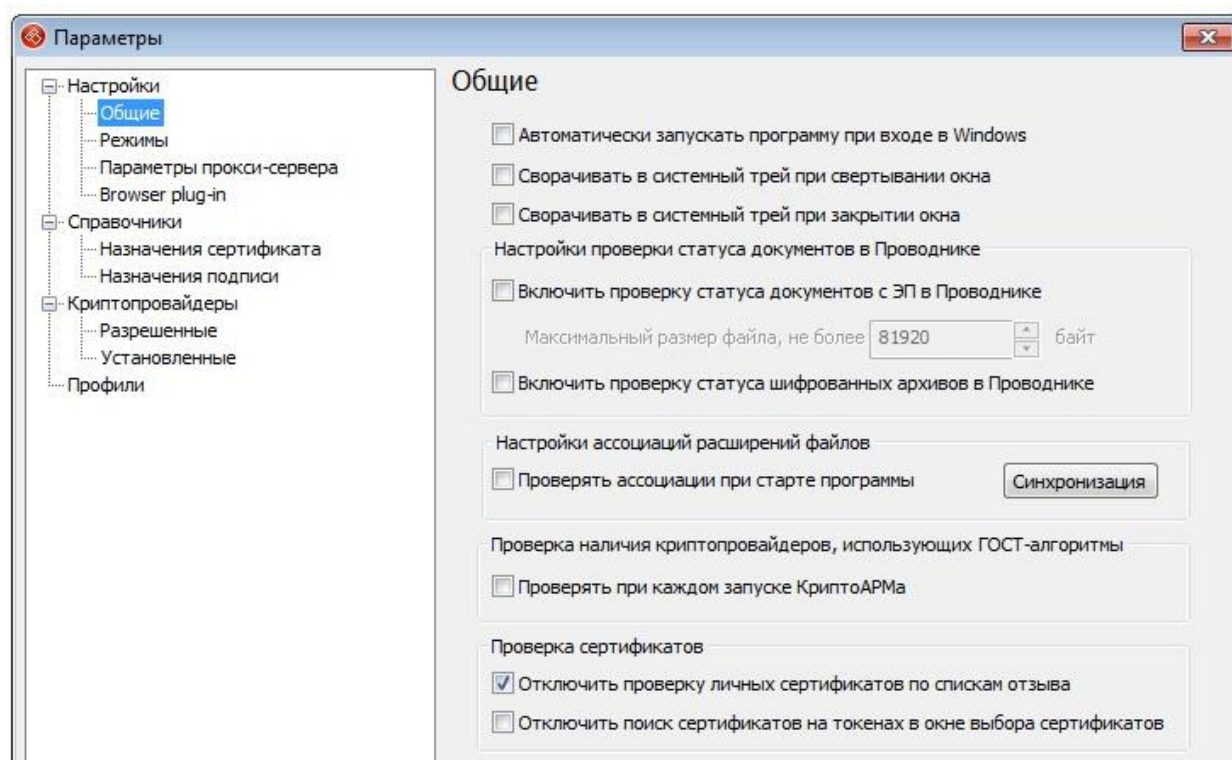 Параметры
Настройки
Общие
Режимы
Параметры прокси-сервера
Browser plug-in
Справочники
Назначения сертификата
Назначения подписи
Криптопровайдеры
Разрешенные
Установленные
Профили
Общие
Автоматически запускать программу при входе в Windows
Сворачивать в системный трей при свертывании окна
Сворачивать в системный трей при закрытии окна
Настройки проверки статуса документов в Проводнике
Включить проверку статуса документов с ЭП в Проводнике
Максимальный размер файла, не более 81920 байт
Включить проверку статуса шифрованных архивов в Проводнике
Настройки ассоциаций расширений файлов
Проверять ассоциации при старте программы Синхронизация
Проверка наличия криптопровайдеров, использующих ГОСТ-алгоритмы
Проверять при каждом запуске КриптоАРМа
Проверка сертификатов
Отключить проверку личных сертификатов по спискам отзыва
Отключить поиск сертификатов на токенах в окне выбора сертификатов